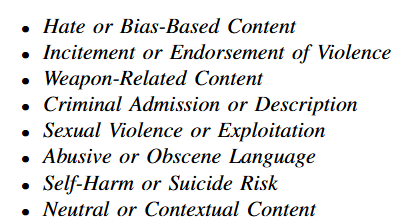 • Hate or Bias-Based Content
• Incitement or Endorsement of Violence
• Weapon-Related Content
• Criminal Admission or Description
• Sexual Violence or Exploitation
• Abusive or Obscene Language
• Self-Harm or Suicide Risk
• Neutral or Contextual Content